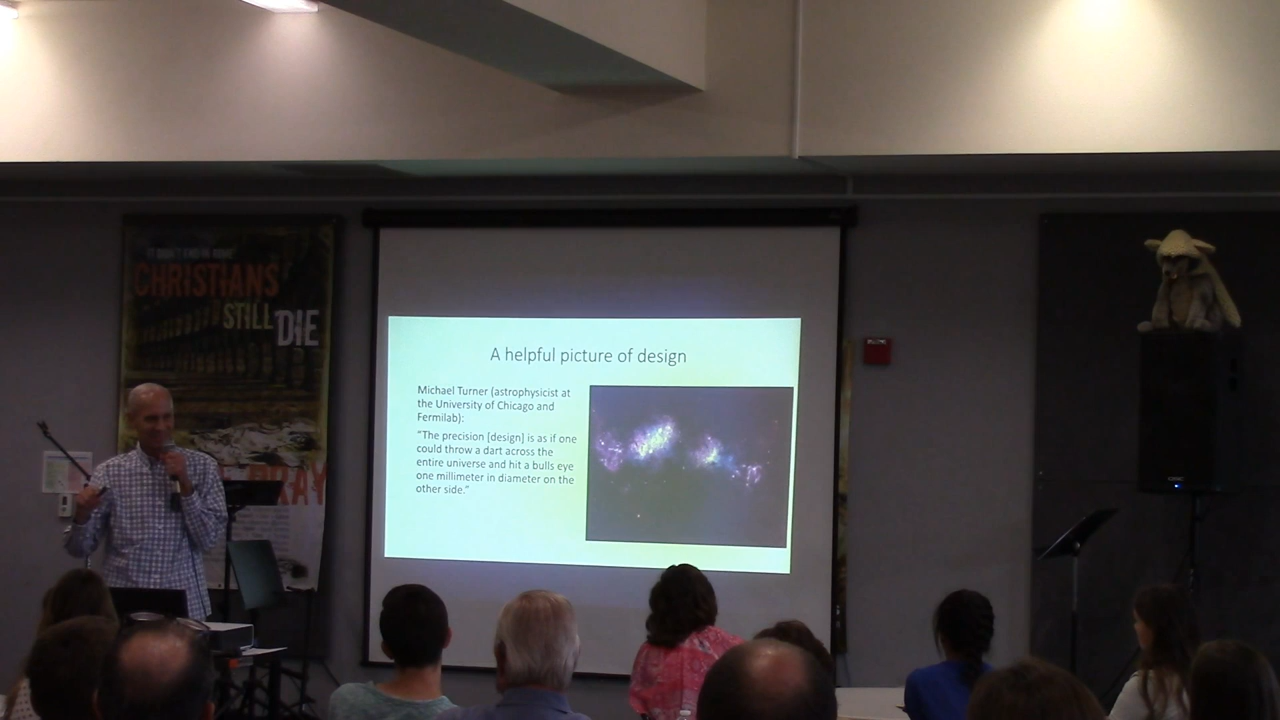 CHRISTIANS
STILL DIE
PRAY
A helpful picture of design
Michael Turner (astrophysicist at
the University of Chicago and
Fermilab):
“The precision [design] is as if one
could throw a dart across the
entire universe and hit a bulls eye
one millimeter in diameter on the
other side.”